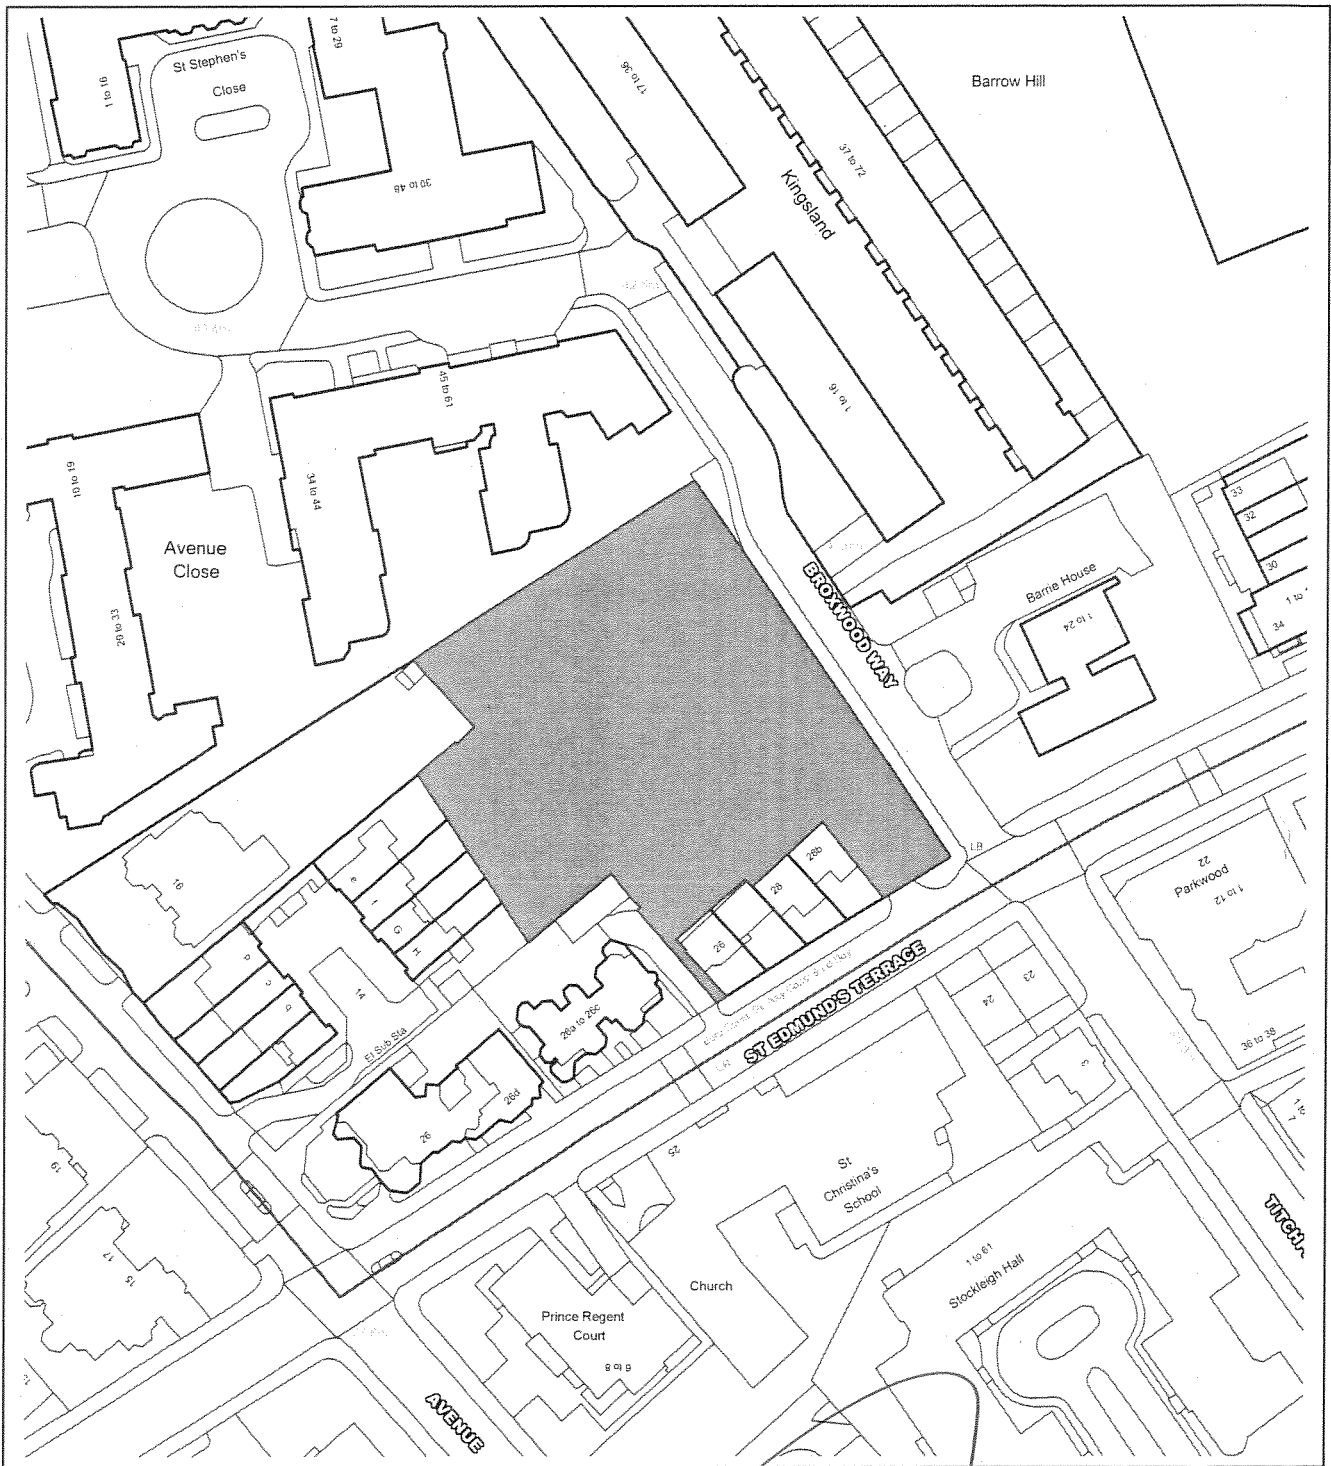 7 to 29
St Stephen's
Close
1 to 16
17 to 36
Barrow Hill
37 to 72
Kingsland
30 to 48
45 to 61
1 to 16
10 to 19
34 to 44
Avenue
Close
29 to 33
33
32
30
BROXWOOD WAY
Barrie House
1 to 24
34
LB
16
e
f
G
H
28b
28
26
Parkwood
22
1 to 12
14
El Sub Sta
26a to 26c
ST EDMUND'S TERRACE
23
24
26d
26
3
36 to 38
25
St
Christina's
School
19
17
15
1 to 61
Stockleigh Hall
Church
Prince Regent
Court
6 to 8
AVENUE